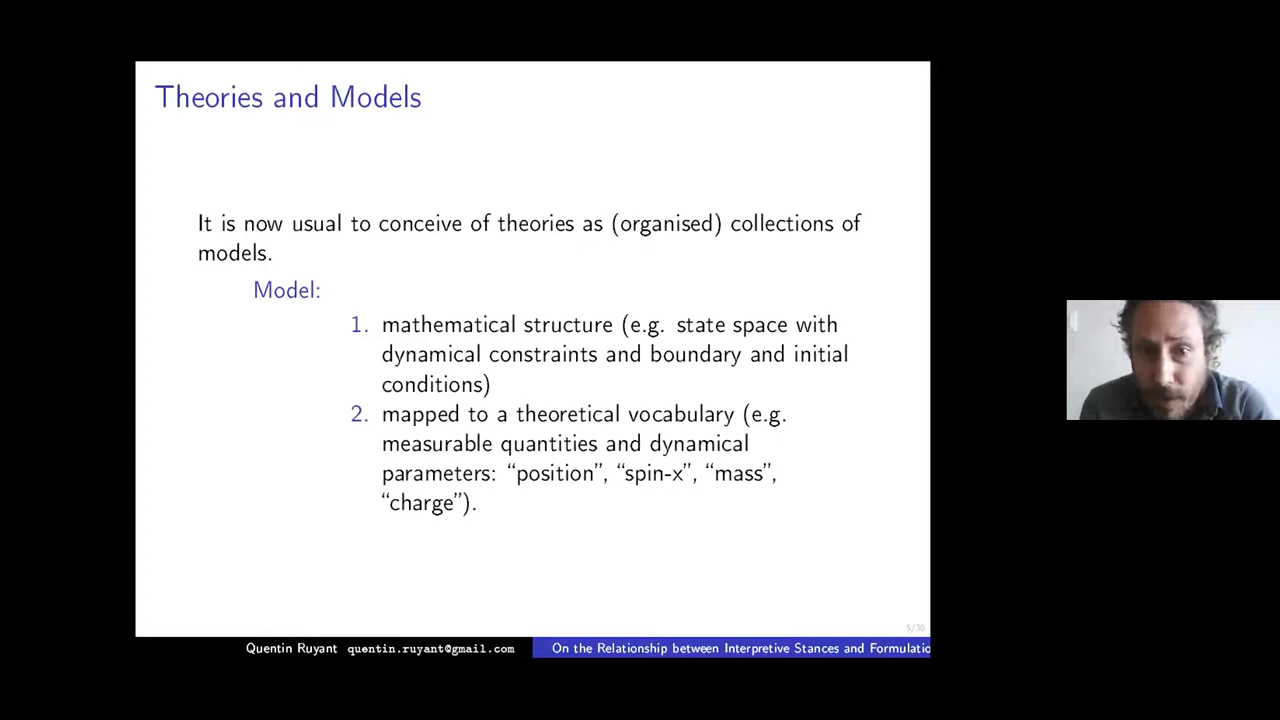 Theories and Models
It is now usual to conceive of theories as (organised) collections of
models.
Model:
1. mathematical structure (e.g. state space with
dynamical constraints and boundary and initial
conditions)
2. mapped to a theoretical vocabulary (e.g.
measurable quantities and dynamical
parameters: “position”, “spin-x”, “mass”,
“charge”).
5/30
Quentin Ruyant quentin.ruyant@gmail.com On the Relationship between Interpretive Stances and Formulatio